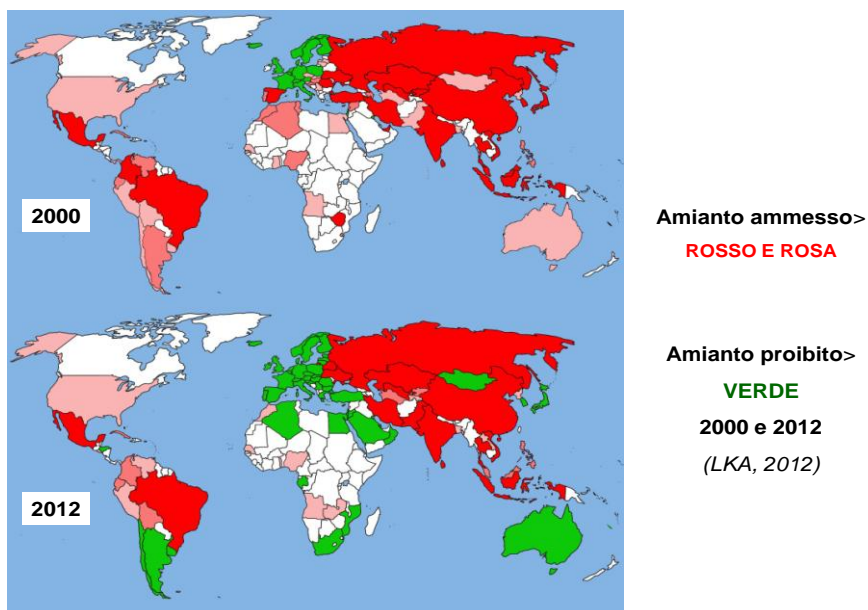 2000
Amianto ammesso>
ROSSO E ROSA
Amianto proibito>
VERDE
2000 e 2012
(LKA, 2012)
2012